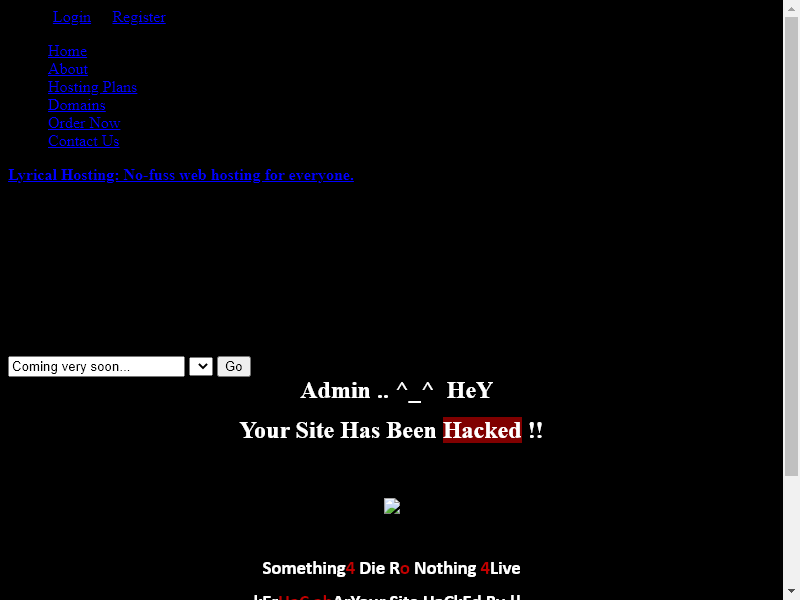 Login Register
Home
About
Hosting Plans
Domains
Order Now
Contact Us
Lyrical Hosting; No-fuss web hosting for everyone.
Coming very soon... Go
Admin .. ^_^ HeY
Your Site Has Been Hacked !!
Something4 Die Ro Nothing 4Live